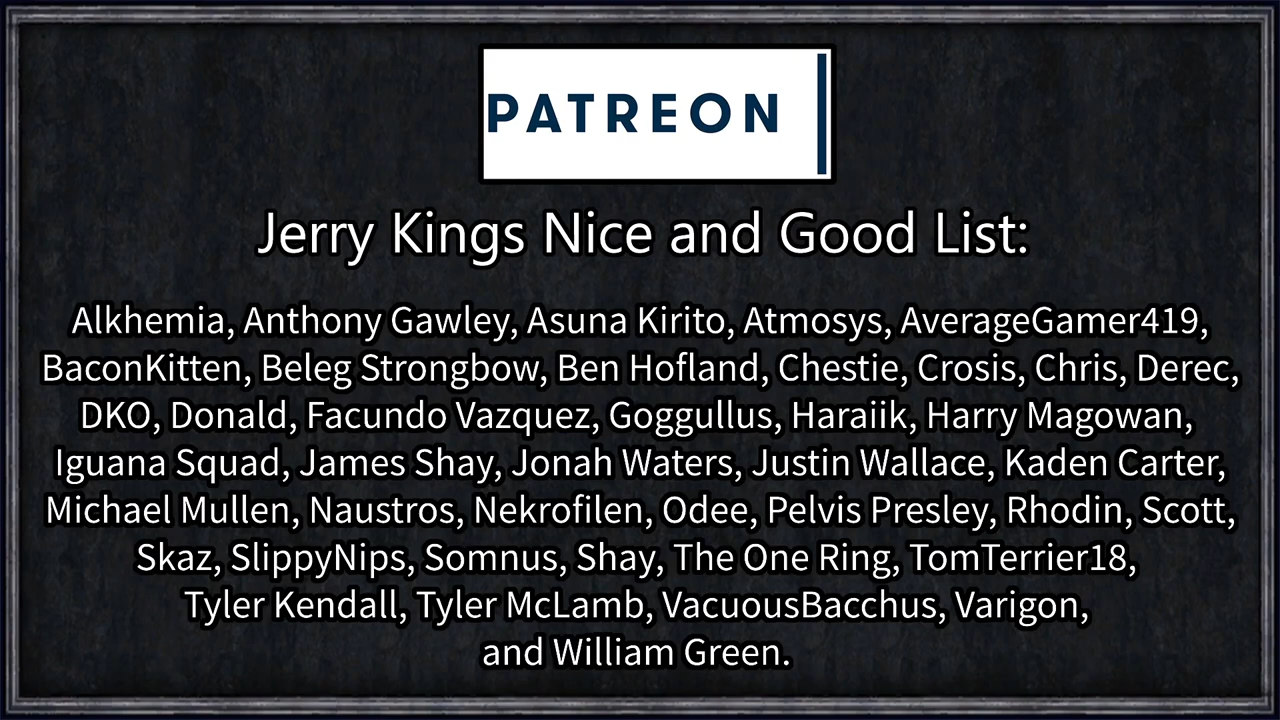 PATREON
Jerry Kings Nice and Good List:
Alkhemia, Anthony Gawley, Asuna Kirito, Atmosys, AverageGamer419,
BaconKitten, Beleg Strongbow, Ben Hofland, Chestie, Crosis, Chris, Derec,
DKO, Donald, Facundo Vazquez, Goggullus, Haraiik, Harry Magowan,
Iguana Squad, James Shay, Jonah Waters, Justin Wallace, Kaden Carter,
Michael Mullen, Naustros, Nekrofilen, Odee, Pelvis Presley, Rhodin, Scott,
Skaz, SlippyNips, Somnus, Shay, The One Ring, TomTerrier18,
Tyler Kendall, Tyler McLamb, VacuousBacchus, Varigon,
and William Green.